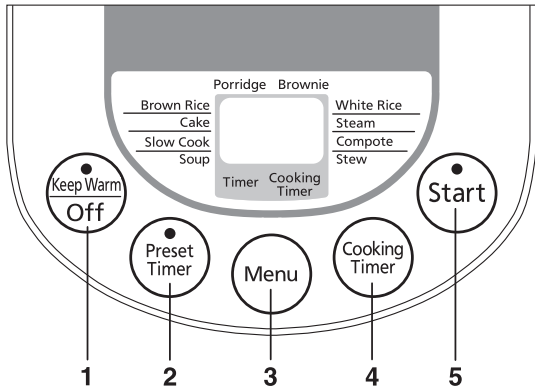 Porridge Brownie
Brown Rice
Cake
Slow Cook
Soup
White Rice
Steam
Compote
Stew
Timer
Cooking
Timer
Keep Warm
Off
Preset
Timer
Menu
Cooking
Timer
Start
1 2 3 4 5